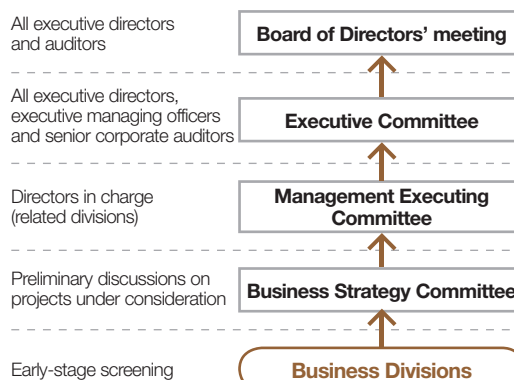 All executive directors
and auditors
Board of Directors’ meeting
All executive directors,
executive managing officers
and senior corporate auditors
Executive Committee
Directors in charge
(related divisions)
Management Executing
Committee
Preliminary discussions on
projects under consideration
Business Strategy Committee
Early-stage screening
Business Divisions